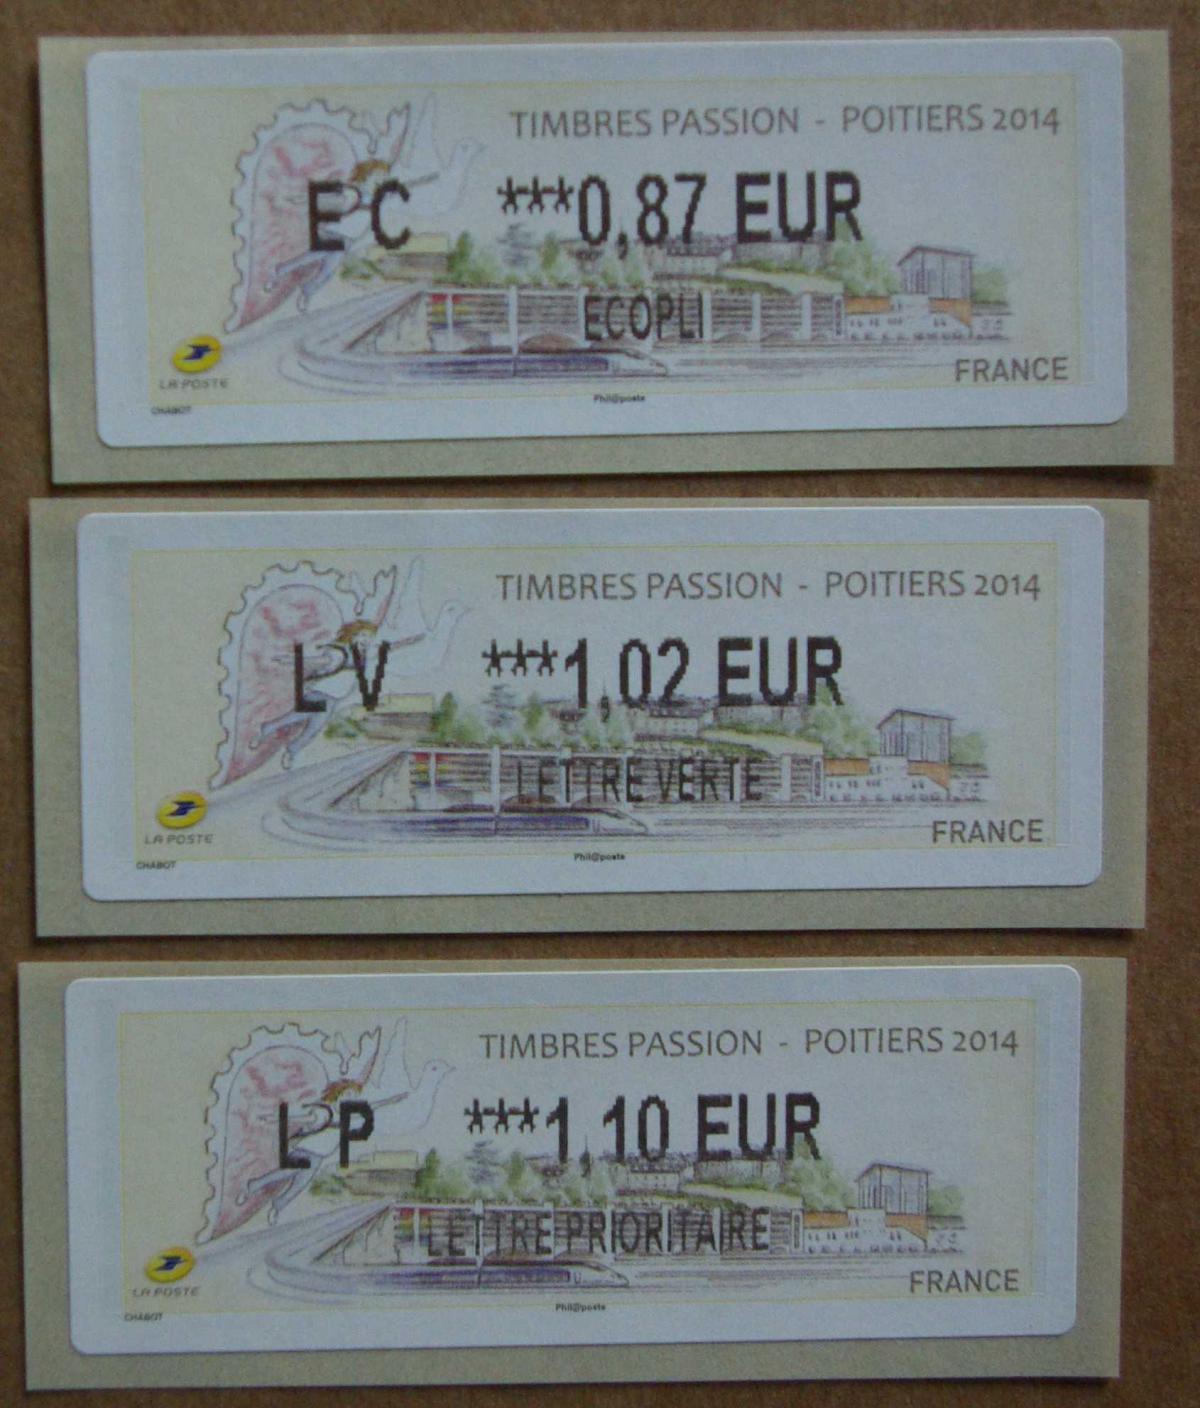 TIMBRES PASSION - POITIERS 2014
EC ***0,87 EUR
ECOPLI
LA POSTE
FRANCE
CHABOT
Phil@poste
TIMBRES PASSION - POITIERS 2014
LV ***1,02 EUR
LETTRE VERTE
LA POSTE
FRANCE
CHABOT
Phil@poste
TIMBRES PASSION - POITIERS 2014
LP ***1,10 EUR
LETTRE PRIORITAIRE
LA POSTE
FRANCE
CHABOT
Phil@poste